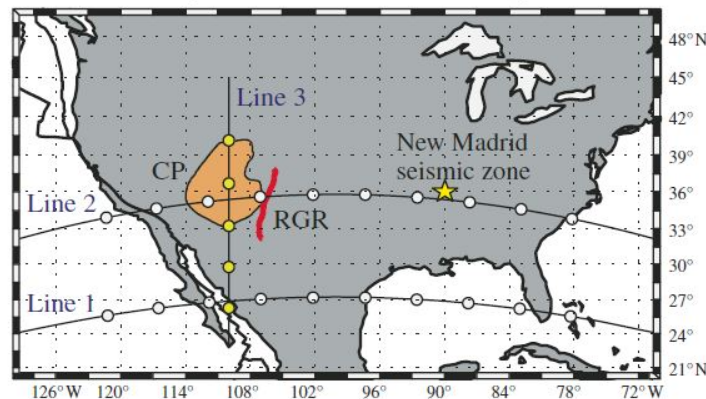 48°N
45°
42°
39°
36°
33°
30°
27°
24°
21°N
Line 3
New Madrid
seismic zone
CP
Line 2
RGR
Line 1
126°W 120° 114° 108° 102° 96° 90° 84° 78° 72°W